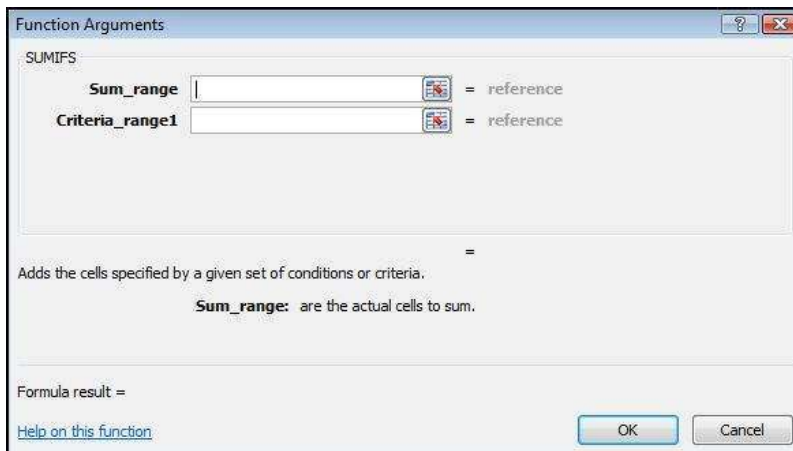 Function Arguments
SUMIFS
Sum_range = reference
Criteria_range1 = reference
=
Adds the cells specified by a given set of conditions or criteria.
Sum_range: are the actual cells to sum.
Formula result =
Help on this function OK Cancel